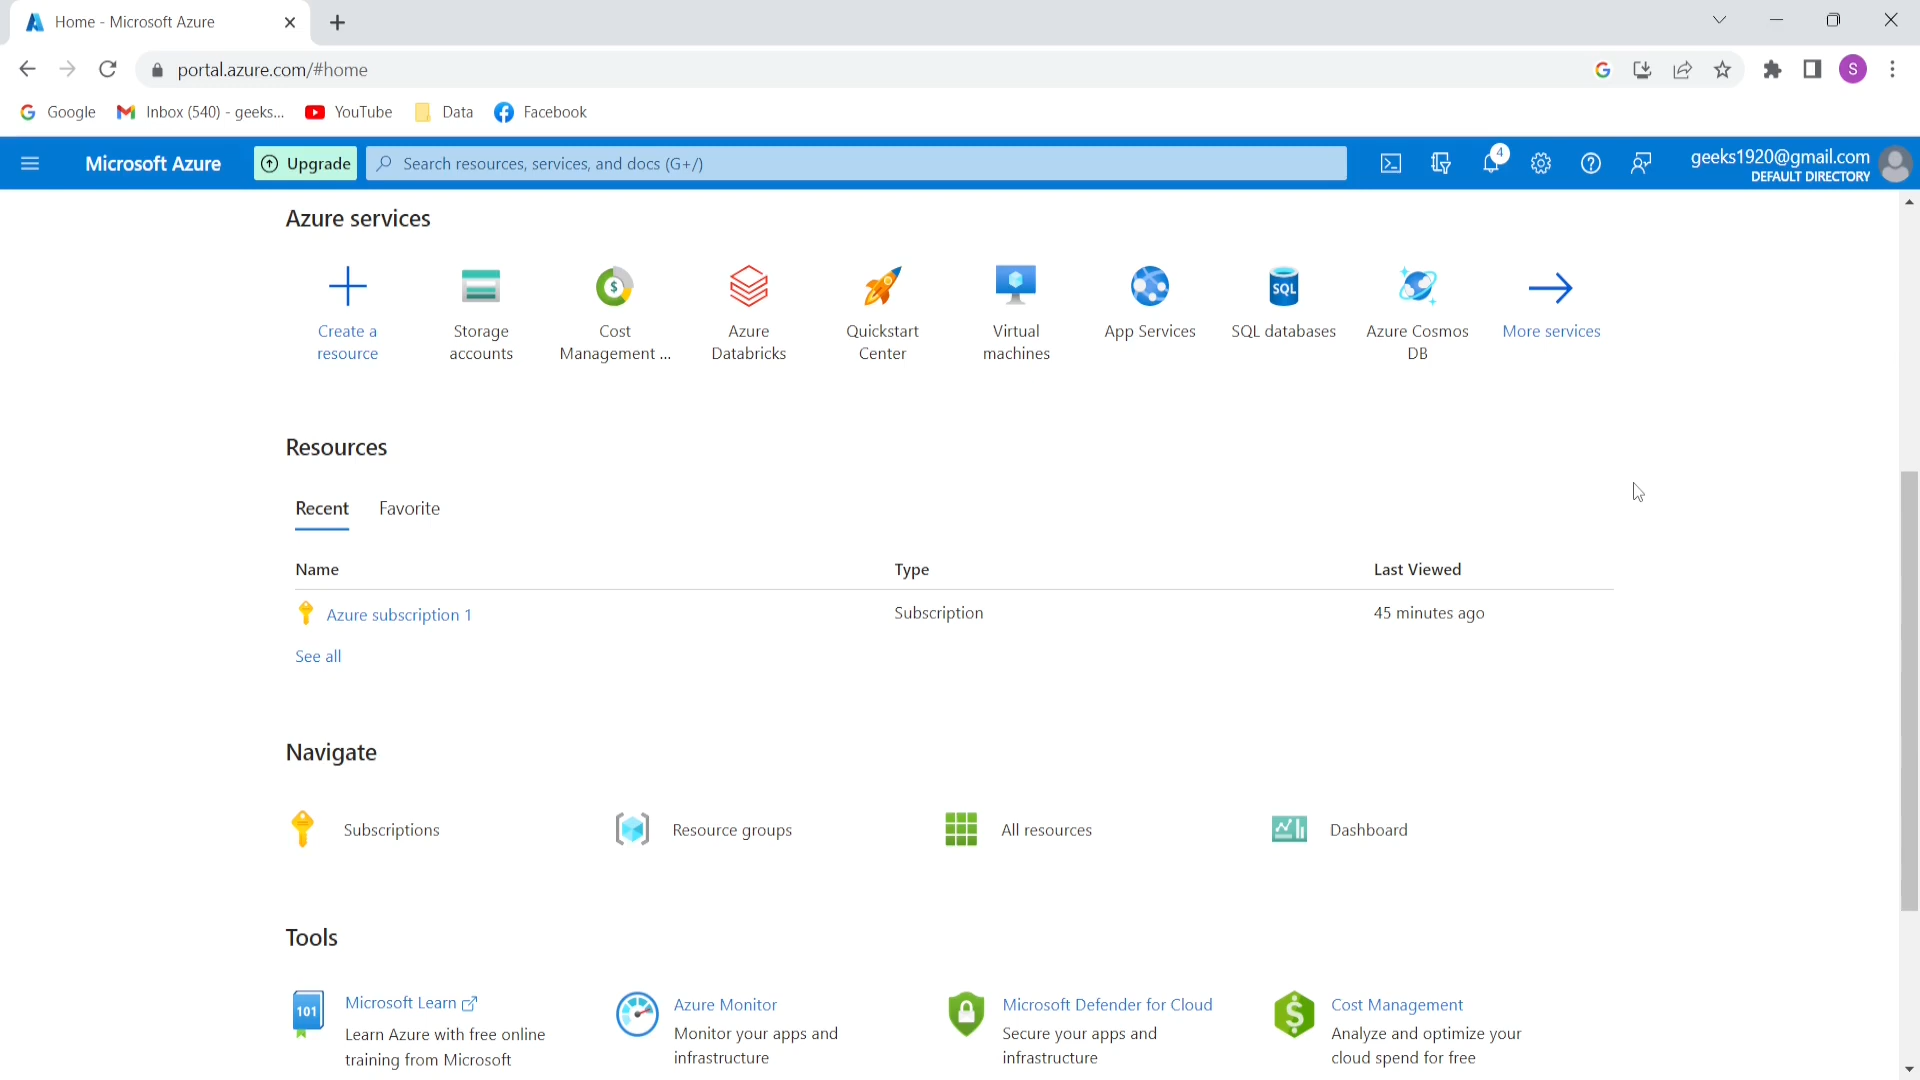 Home - Microsoft Azure
portal.azure.com/#home
S
Google
Inbox (540) - geeks...
YouTube
Data
Facebook
Microsoft Azure
Upgrade
Search resources, services, and docs (G+/)
4
geeks1920@gmail.com
DEFAULT DIRECTORY
Azure services
Create a
resource
Storage
accounts
$
Cost
Management ...
Azure
Databricks
Quickstart
Center
Virtual
machines
App Services
SQL
SQL databases
Azure Cosmos
DB
More services
Resources
Recent
Favorite
Name
Type
Last Viewed
Azure subscription 1
Subscription
45 minutes ago
See all
Navigate
Subscriptions
Resource groups
All resources
Dashboard
Tools
101
Microsoft Learn
Learn Azure with free online
training from Microsoft
Azure Monitor
Monitor your apps and
infrastructure
Microsoft Defender for Cloud
Secure your apps and
infrastructure
$
Cost Management
Analyze and optimize your
cloud spend for free